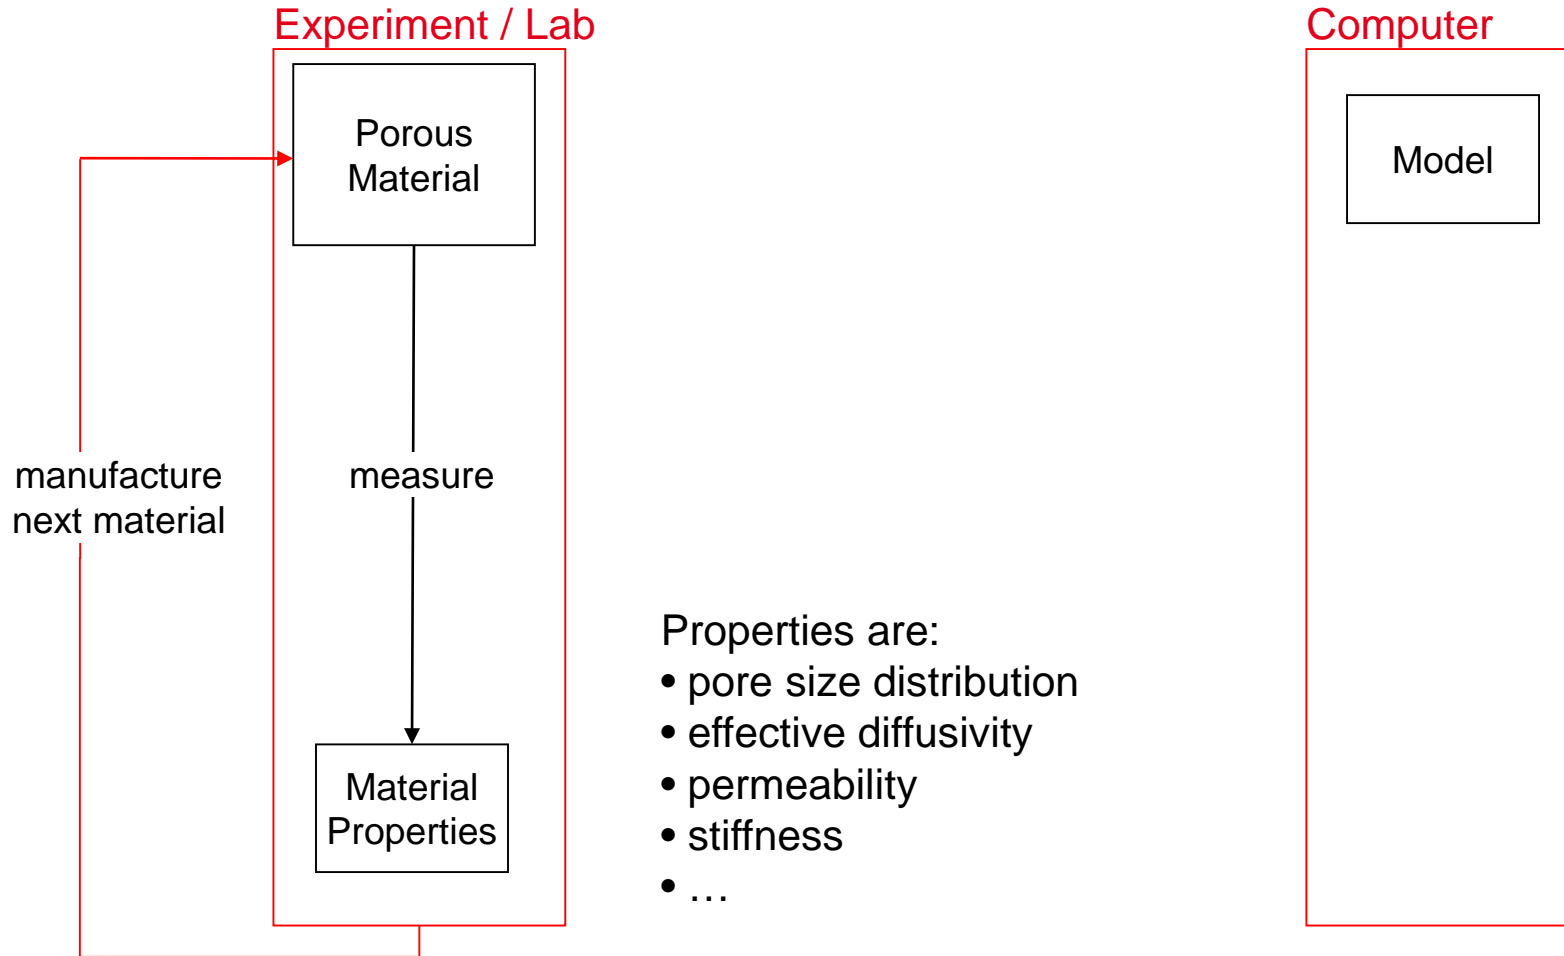 Experiment / Lab
Computer
Porous
Material
Model
manufacture
next material
measure
Properties are:
• pore size distribution
• effective diffusivity
• permeability
• stiffness
• …
Material
Properties